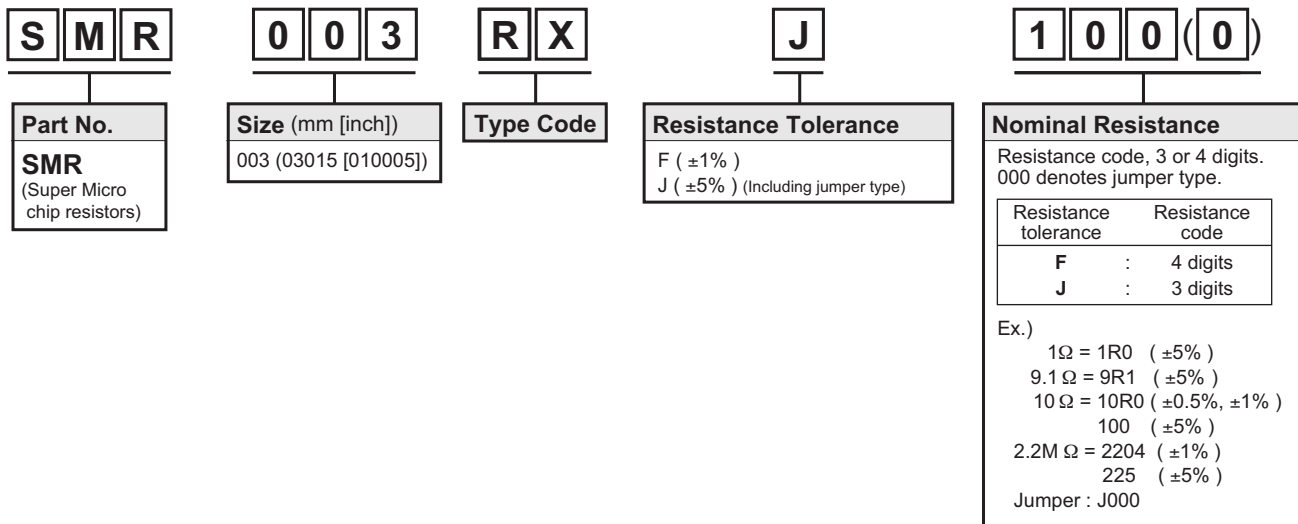 S M R 0 0 3 R X J 1 0 0 ( 0 )
Part No.
SMR
(Super Micro
chip resistors)
Size (mm [inch])
003 (03015 [010005])
Type Code
Resistance Tolerance
F ( ±1% )
J ( ±5% ) (Including jumper type)
Nominal Resistance
Resistance code, 3 or 4 digits.
000 denotes jumper type.
Resistance tolerance Resistance code
F : 4 digits
J : 3 digits
Ex.)
1Ω = 1R0 ( ±5% )
9.1 Ω = 9R1 ( ±5% )
10 Ω = 10R0 ( ±0.5%, ±1% )
100 ( ±5% )
2.2M Ω = 2204 ( ±1% )
225 ( ±5% )
Jumper : J000